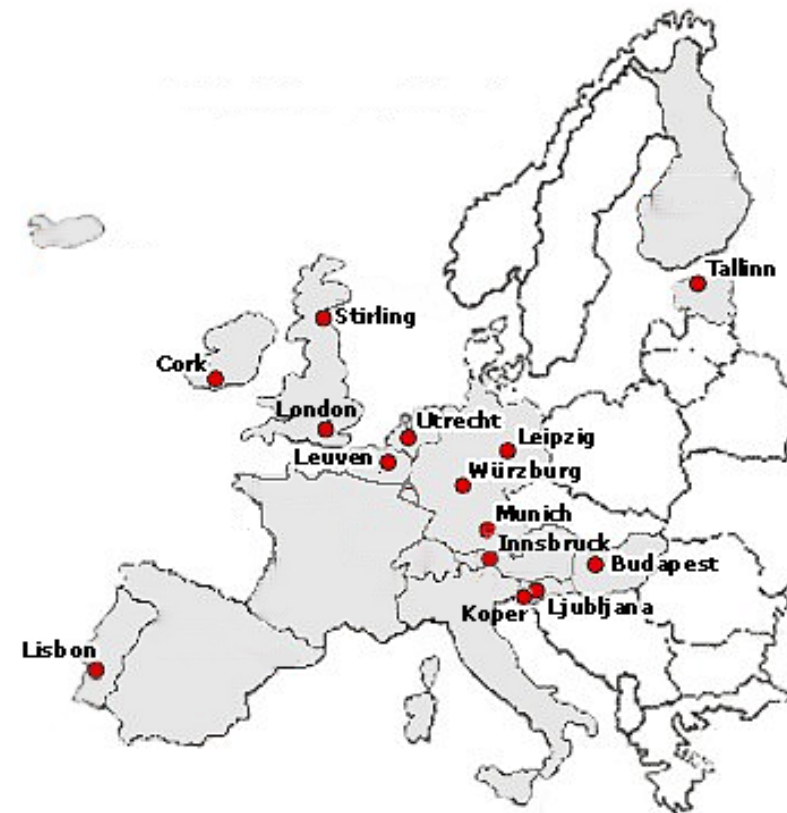 Tallinn
Stirling
Cork
London
Utrecht
Leipzig
Leuven
Würzburg
Munich
Innsbruck
Budapest
Koper
Ljubljana
Lisbon